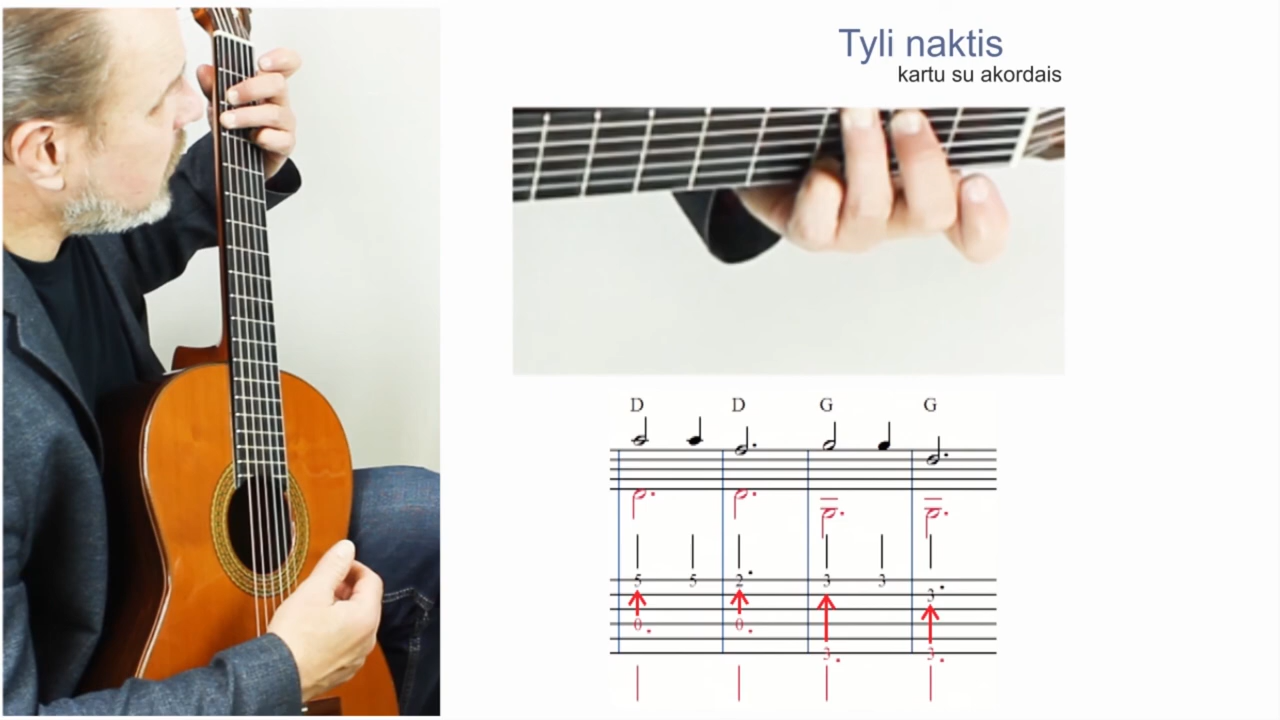 Tyli naktis
kartu su akordais
D D G G
5 5 2 3 3 3
0 0 3 3